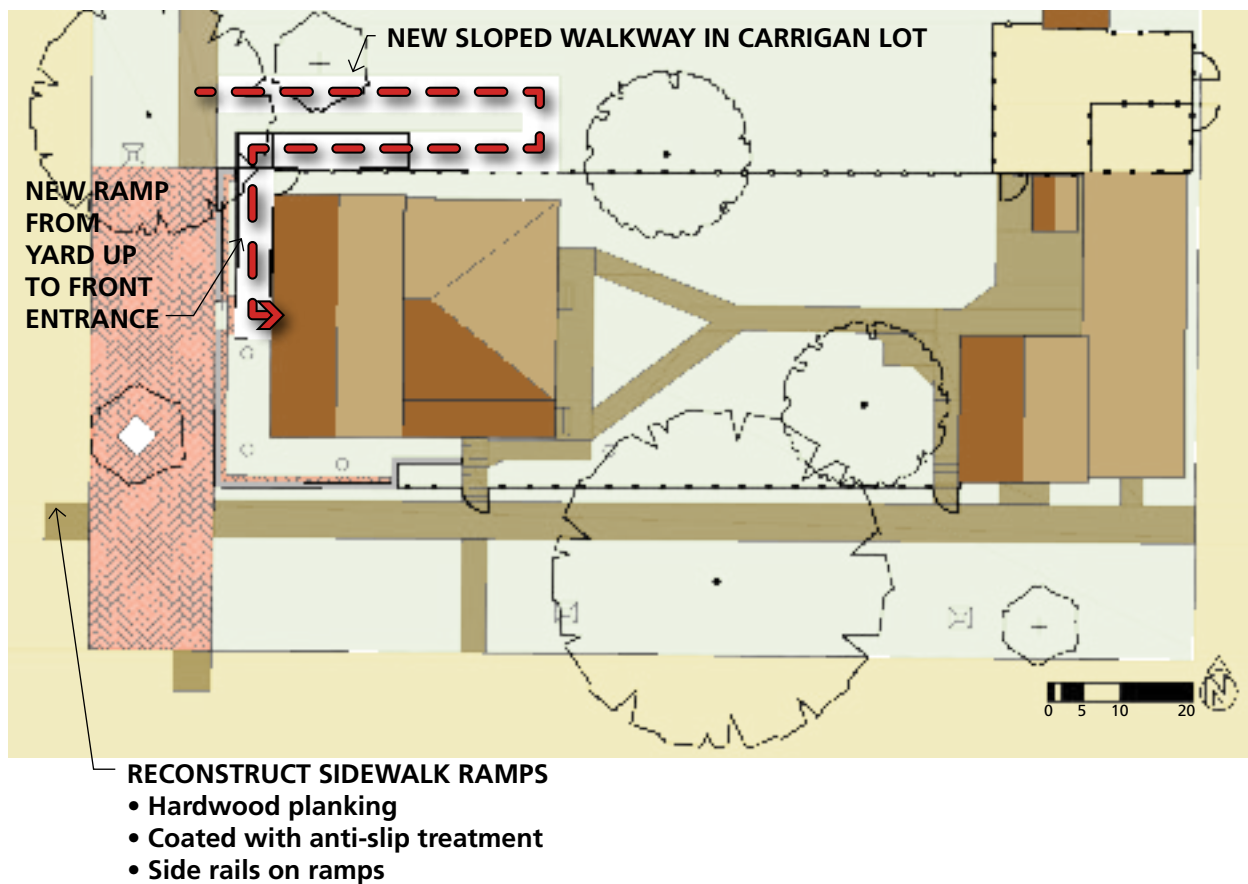 NEW SLOPED WALKWAY IN CARRIGAN LOT
NEW RAMP
FROM
YARD UP
TO FRONT
ENTRANCE
N
0 5 10 20
RECONSTRUCT SIDEWALK RAMPS
• Hardwood planking
• Coated with anti-slip treatment
• Side rails on ramps